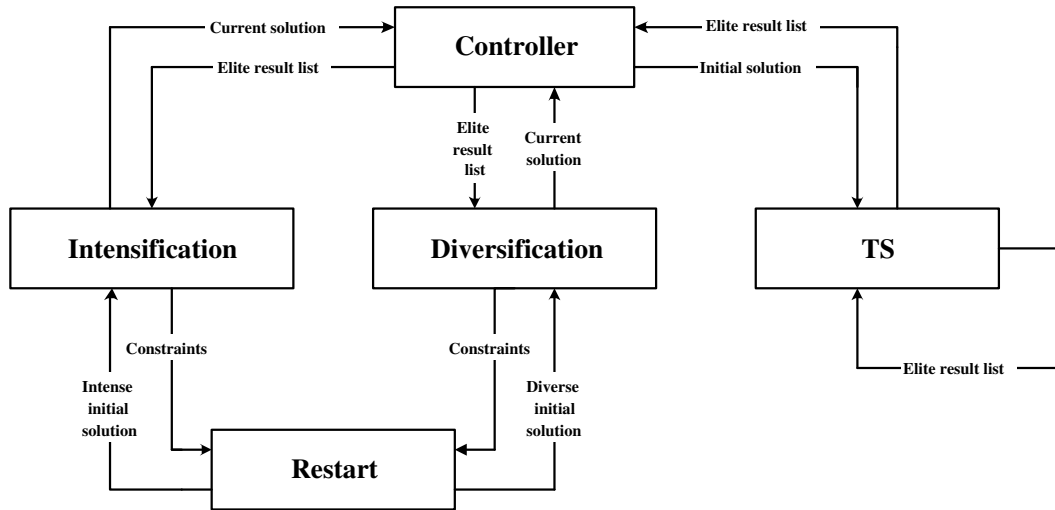 Current solution
Controller
Elite result list
Elite result list
Initial solution
Elite
result
list
Current
solution
Intensification
Diversification
TS
Constraints
Constraints
Elite result list
Intense
initial
solution
Diverse
initial
solution
Restart